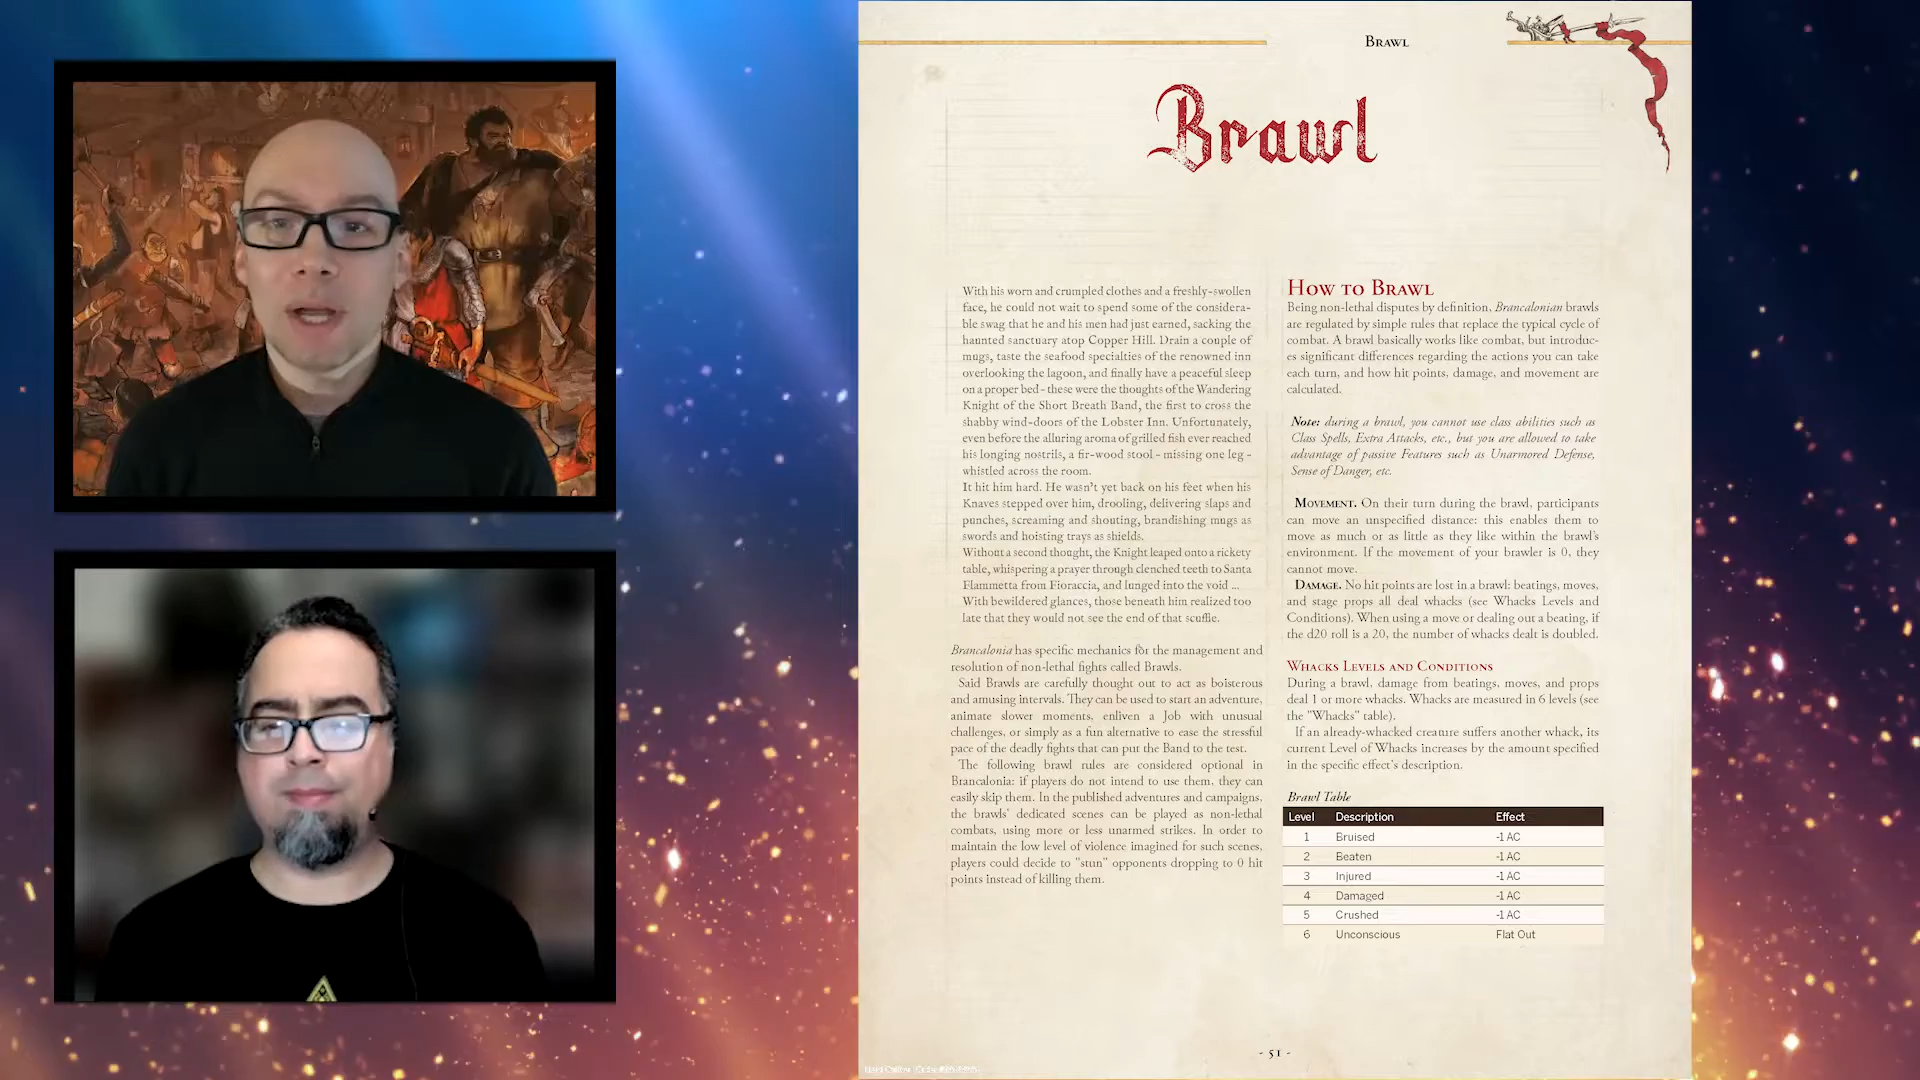 Brawl
Brawl
With his worn and crumpled clothes and a freshly-swollen
face, he could not wait to spend some of the considera-
ble swag that he and his men had just earned, sacking the
haunted sanctuary atop Copper Hill. Drain a couple of
mugs, taste the seafood specialties of the renowned inn
overlooking the lagoon, and finally have a peaceful sleep
on a proper bed - these were the thoughts of the Wandering
Knight of the Short Breath Band, the first to cross the
shabby wind-doors of the Lobster Inn. Unfortunately,
even before the alluring aroma of grilled fish ever reached
his longing nostrils, a fir-wood stool - missing one leg -
whistled across the room.
It hit him hard. He wasn't yet back on his feet when his
Knaves stepped over him, drooling, delivering slaps and
punches, screaming and shouting, brandishing mugs as
swords and hoisting trays as shields.
Without a second thought, the Knight leaped onto a rickety
table, whispering a prayer through clenched teeth to Santa
Flammetta from Fioraccia, and lunged into the void ...
With bewildered glances, those beneath him realized too
late that they would not see the end of that scuffle.
Brancalonia has specific mechanics for the management and
resolution of non-lethal fights called Brawls.
Said Brawls are carefully thought out to act as boisterous
and amusing intervals. They can be used to start an adventure,
animate slower moments, enliven a Job with unusual
challenges, or simply as a fun alternative to ease the stressful
pace of the deadly fights that can put the Band to the test.
The following brawl rules are considered optional in
Brancalonia: if players do not intend to use them, they can
easily skip them. In the published adventures and campaigns,
the brawls' dedicated scenes can be played as non-lethal
combats, using more or less unarmed strikes. In order to
maintain the low level of violence imagined for such scenes,
players could decide to "stun" opponents dropping to 0 hit
points instead of killing them.
How to Brawl
Being non-lethal disputes by definition, Brancalonian brawls
are regulated by simple rules that replace the typical cycle of
combat. A brawl basically works like combat, but introduc-
es significant differences regarding the actions you can take
each turn, and how hit points, damage, and movement are
calculated.
Note: during a brawl, you cannot use class abilities such as
Class Spells, Extra Attacks, etc., but you are allowed to take
advantage of passive Features such as Unarmored Defense,
Sense of Danger, etc.
Movement. On their turn during the brawl, participants
can move an unspecified distance: this enables them to
move as much or as little as they like within the brawl's
environment. If the movement of your brawler is 0, they
cannot move.
Damage. No hit points are lost in a brawl: beatings, moves,
and stage props all deal whacks (see Whacks Levels and
Conditions). When using a move or dealing out a beating, if
the d20 roll is a 20, the number of whacks dealt is doubled.
Whacks Levels and Conditions
During a brawl, damage from beatings, moves, and props
deal 1 or more whacks. Whacks are measured in 6 levels (see
the "Whacks" table).
If an already-whacked creature suffers another whack, its
current Level of Whacks increases by the amount specified
in the specific effect's description.
Brawl Table
Level Description Effect
1 Bruised -1 AC
2 Beaten -1 AC
3 Injured -1 AC
4 Damaged -1 AC
5 Crushed -1 AC
6 Unconscious Flat Out
- 51 -